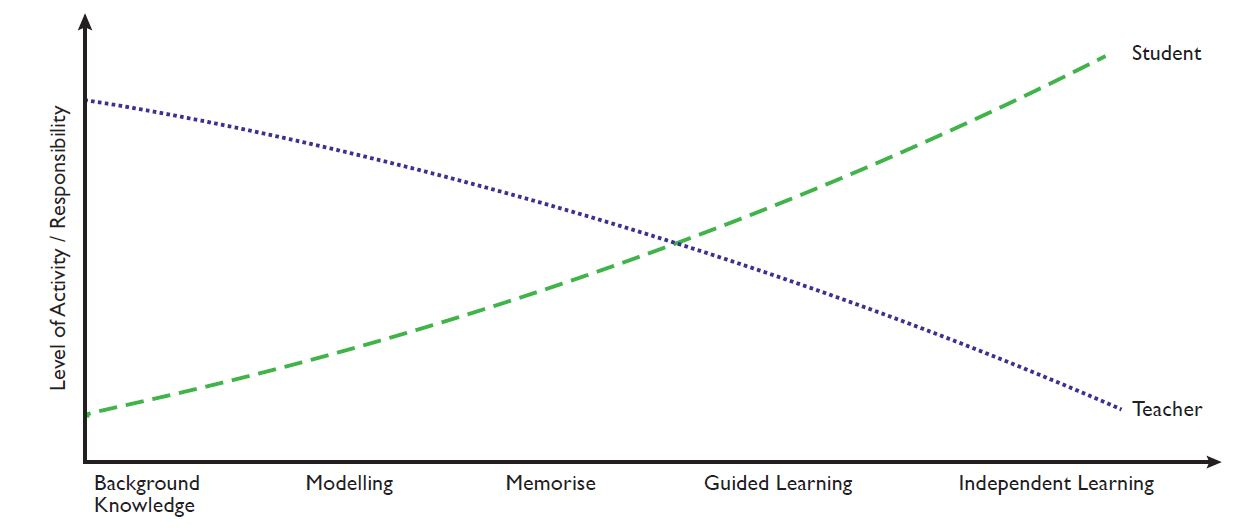 Student
Level of Activity / Responsibility
Teacher
Background
Knowledge
Modelling
Memorise
Guided Learning
Independent Learning